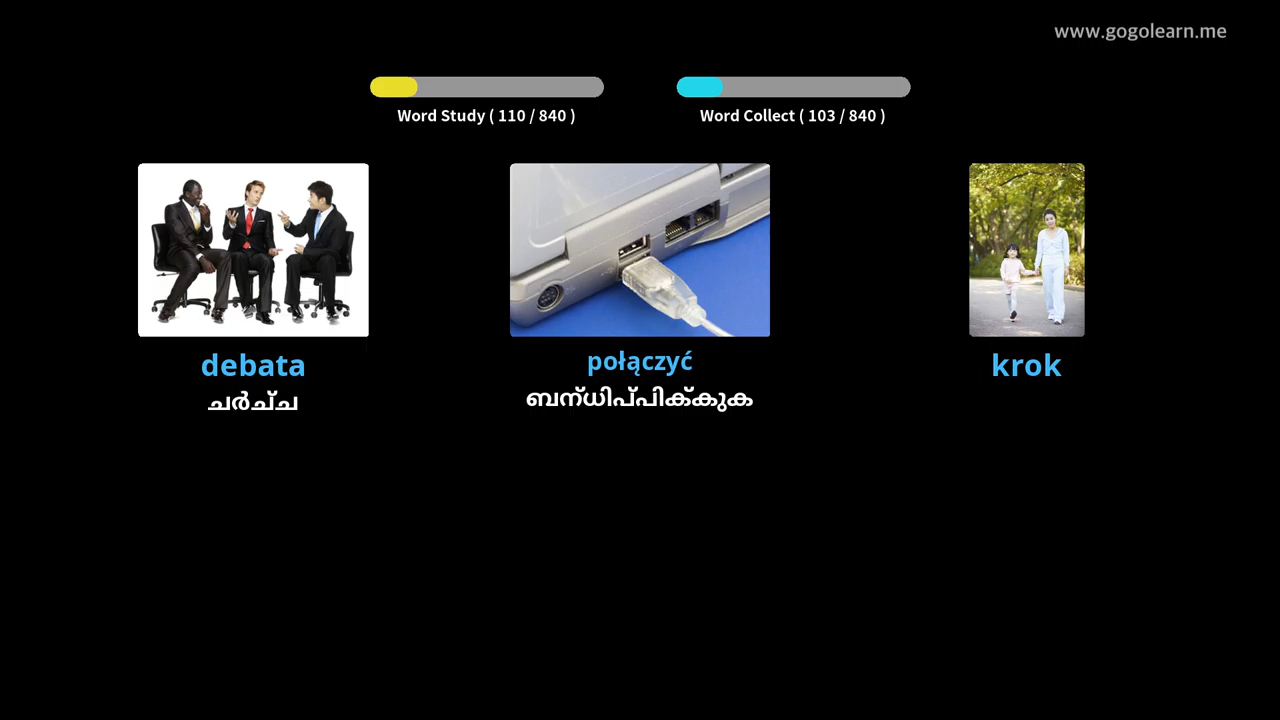 www.gogolearn.me
Word Study ( 110 / 840 )
Word Collect ( 103 / 840 )
debata
ചർച്ച
połączyć
ബന്ധിപ്പിക്കുക
krok